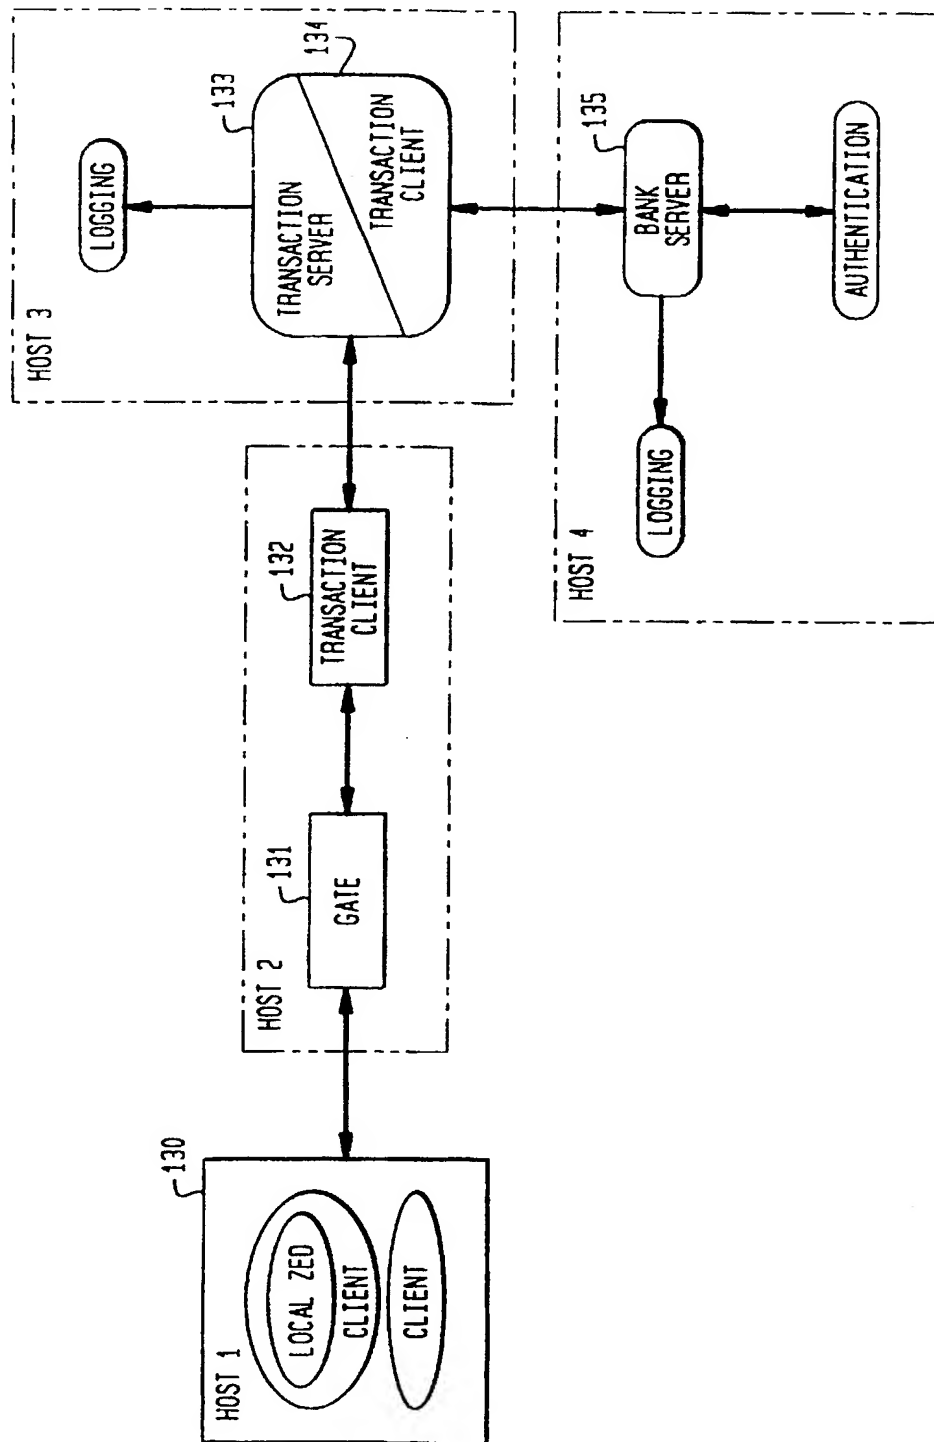 HOST 1
130
LOCAL ZED
CLIENT
CLIENT
HOST 2
131
GATE
132
TRANSACTION
CLIENT
HOST 3
LOGGING
133
TRANSACTION
SERVER
134
TRANSACTION
CLIENT
HOST 4
LOGGING
135
BANK
SERVER
AUTHENTICATION